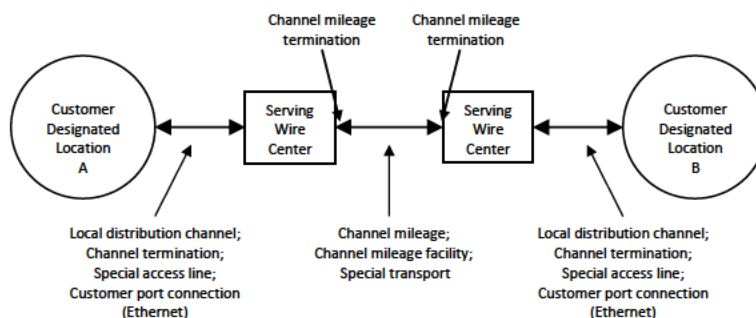 Channel mileage
termination
Channel mileage
termination
Customer
Designated
Location
A
Serving
Wire
Center
Serving
Wire
Center
Customer
Designated
Location
B
Local distribution channel;
Channel termination;
Special access line;
Customer port connection
(Ethernet)
Channel mileage;
Channel mileage facility;
Special transport
Local distribution channel;
Channel termination;
Special access line;
Customer port connection
(Ethernet)